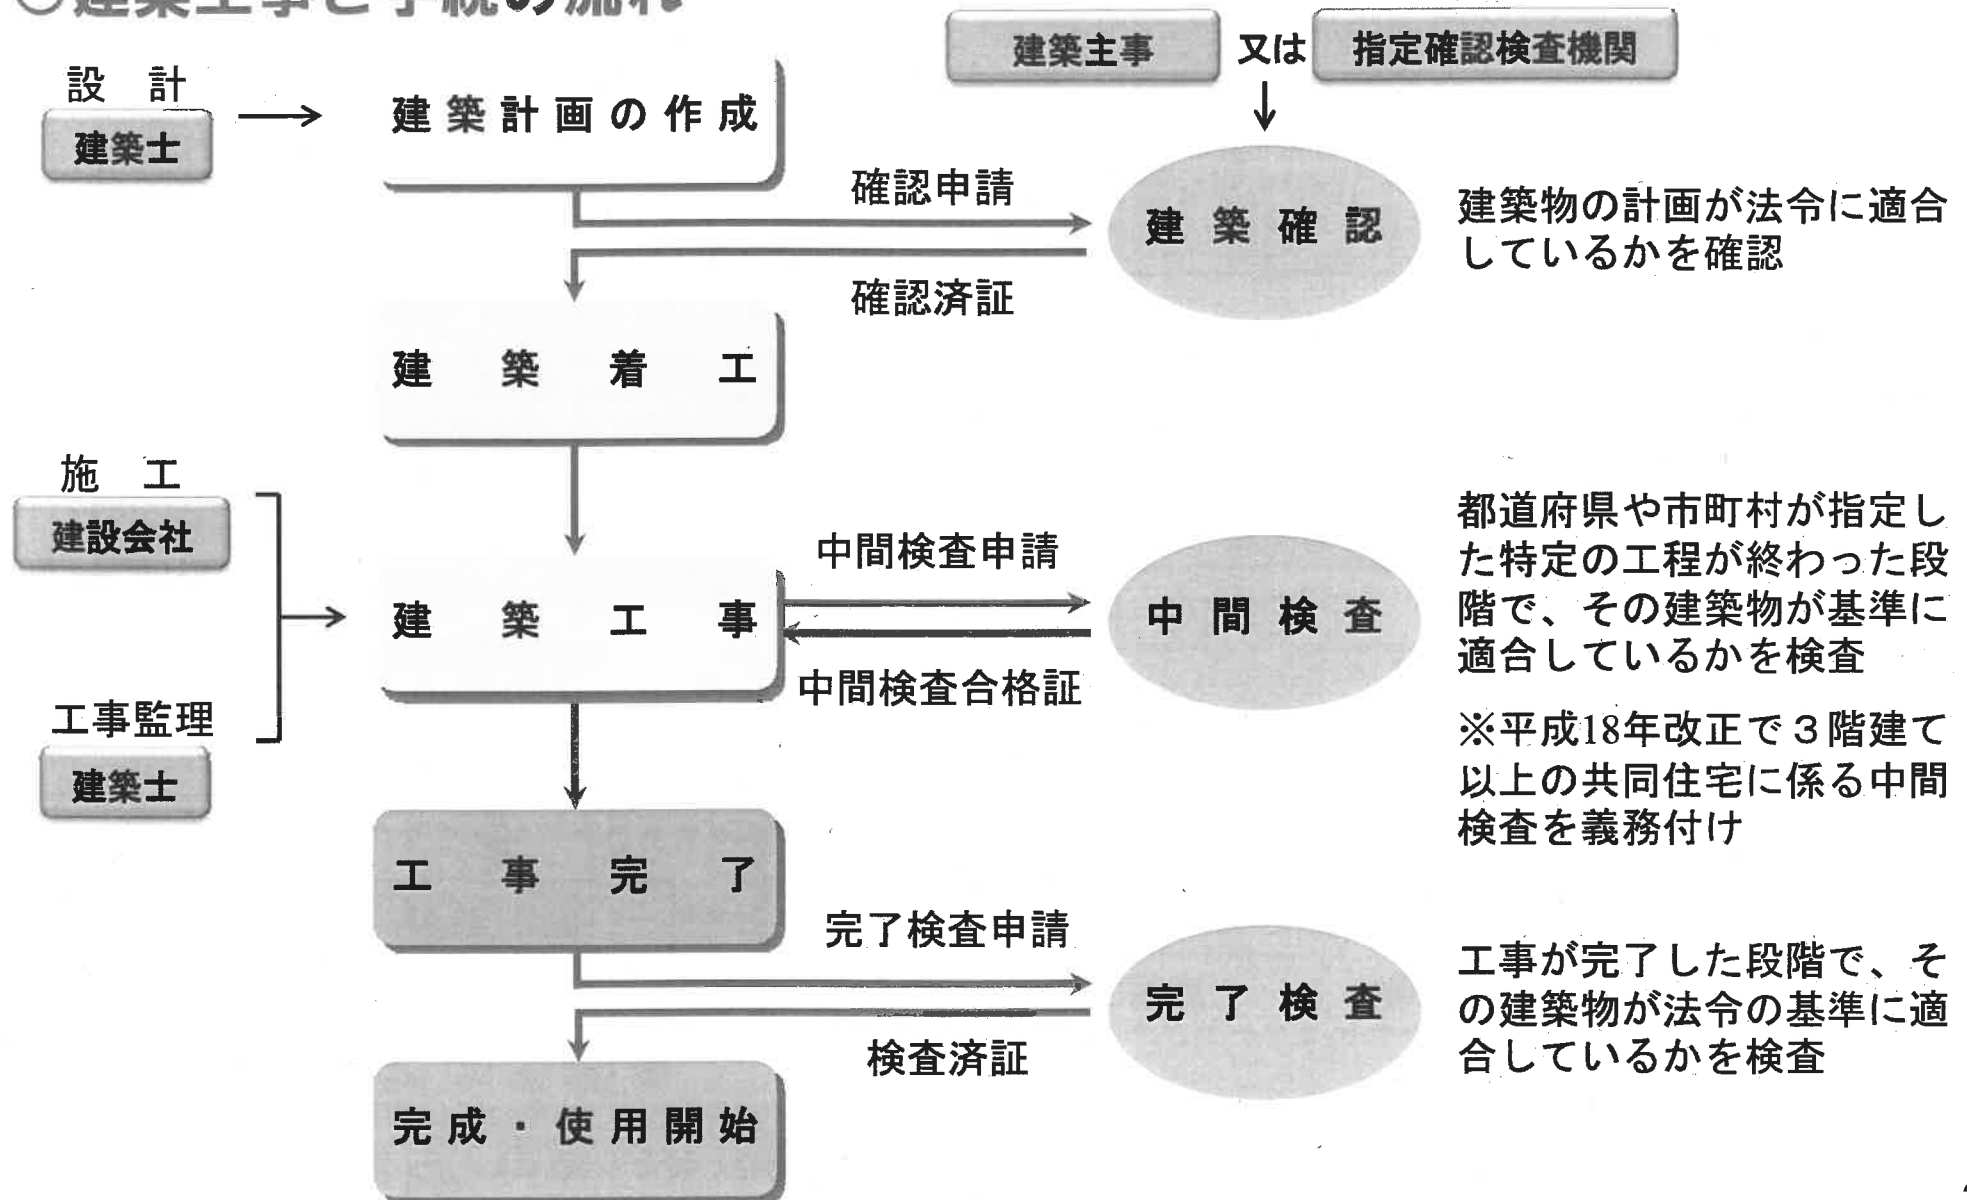 ○建築工事と手続の流れ
建築主事 又は 指定確認検査機関
設計
建築士
建築計画の作成
確認申請
建築確認
確認済証
建築物の計画が法令に適合
しているかを確認
建築着工
施工
建設会社
工事監理
建築士
建築工事
中間検査申請
中間検査
中間検査合格証
都道府県や市町村が指定し
た特定の工程が終わった段
階で、その建築物が基準に
適合しているかを検査
※平成18年改正で3階建て
以上の共同住宅に係る中間
検査を義務付け
工事完了
完了検査申請
完了検査
検査済証
工事が完了した段階で、そ
の建築物が法令の基準に適
合しているかを検査
完成・使用開始